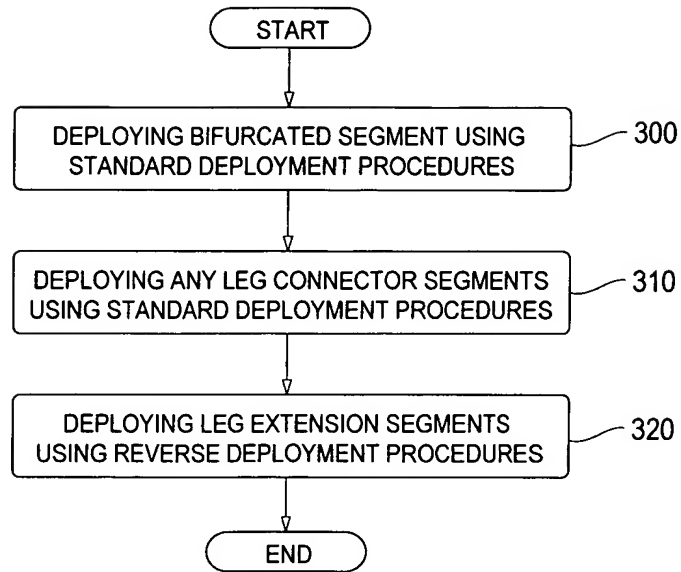 START
DEPLOYING BIFURCATED SEGMENT USING
STANDARD DEPLOYMENT PROCEDURES
300
DEPLOYING ANY LEG CONNECTOR SEGMENTS
USING STANDARD DEPLOYMENT PROCEDURES
310
DEPLOYING LEG EXTENSION SEGMENTS
USING REVERSE DEPLOYMENT PROCEDURES
320
END